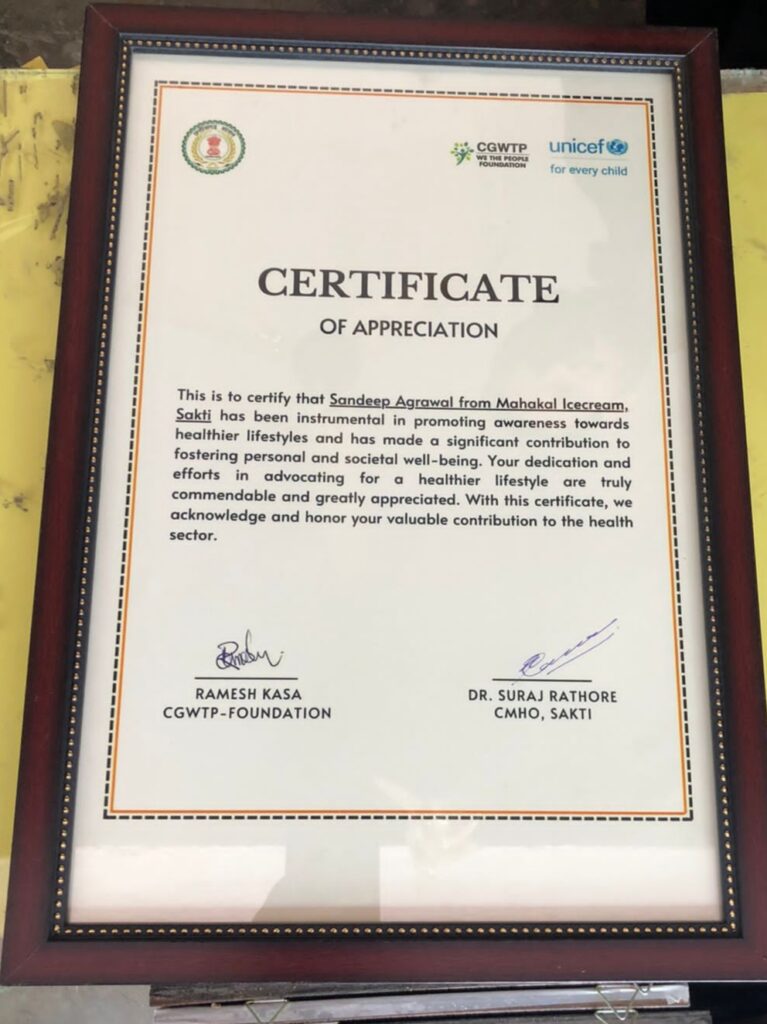 CGWTP
WE THE PEOPLE
FOUNDATION
unicef
for every child
CERTIFICATE
OF APPRECIATION
This is to certify that Sandeep Agrawal from Mahakal Icecream,
Sakti has been instrumental in promoting awareness towards
healthier lifestyles and has made a significant contribution to
fostering personal and societal well-being. Your dedication and
efforts in advocating for a healthier lifestyle are truly
commendable and greatly appreciated. With this certificate, we
acknowledge and honor your valuable contribution to the health
sector.
RAMESH KASA
CGWTP-FOUNDATION
DR. SURAJ RATHORE
CMHO, SAKTI